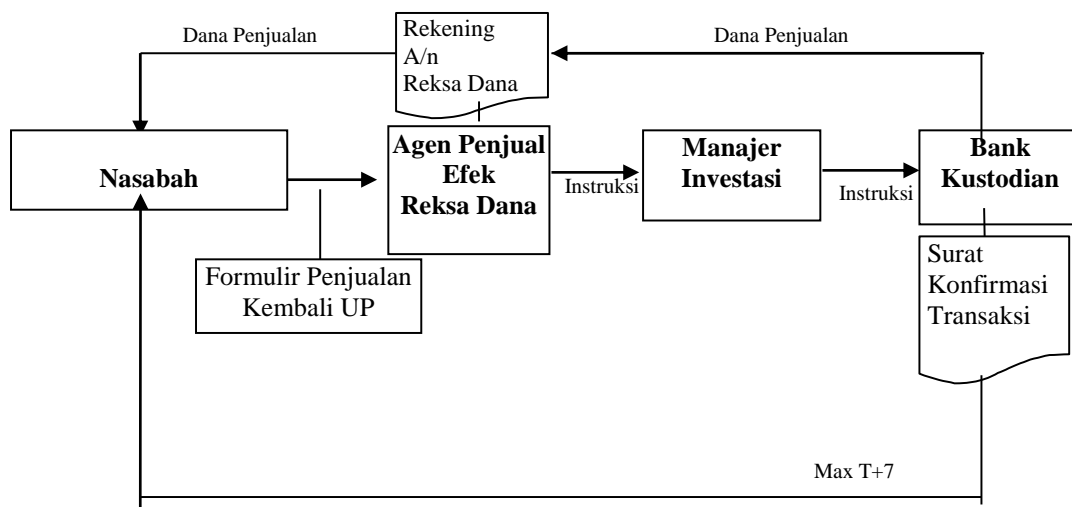 Dana Penjualan
Rekening
A/n
Reksa Dana
Dana Penjualan
Nasabah
Agen Penjual
Efek
Reksa Dana
Instruksi
Manajer
Investasi
Instruksi
Bank
Kustodian
Formulir Penjualan
Kembali UP
Surat
Konfirmasi
Transaksi
Max T+7